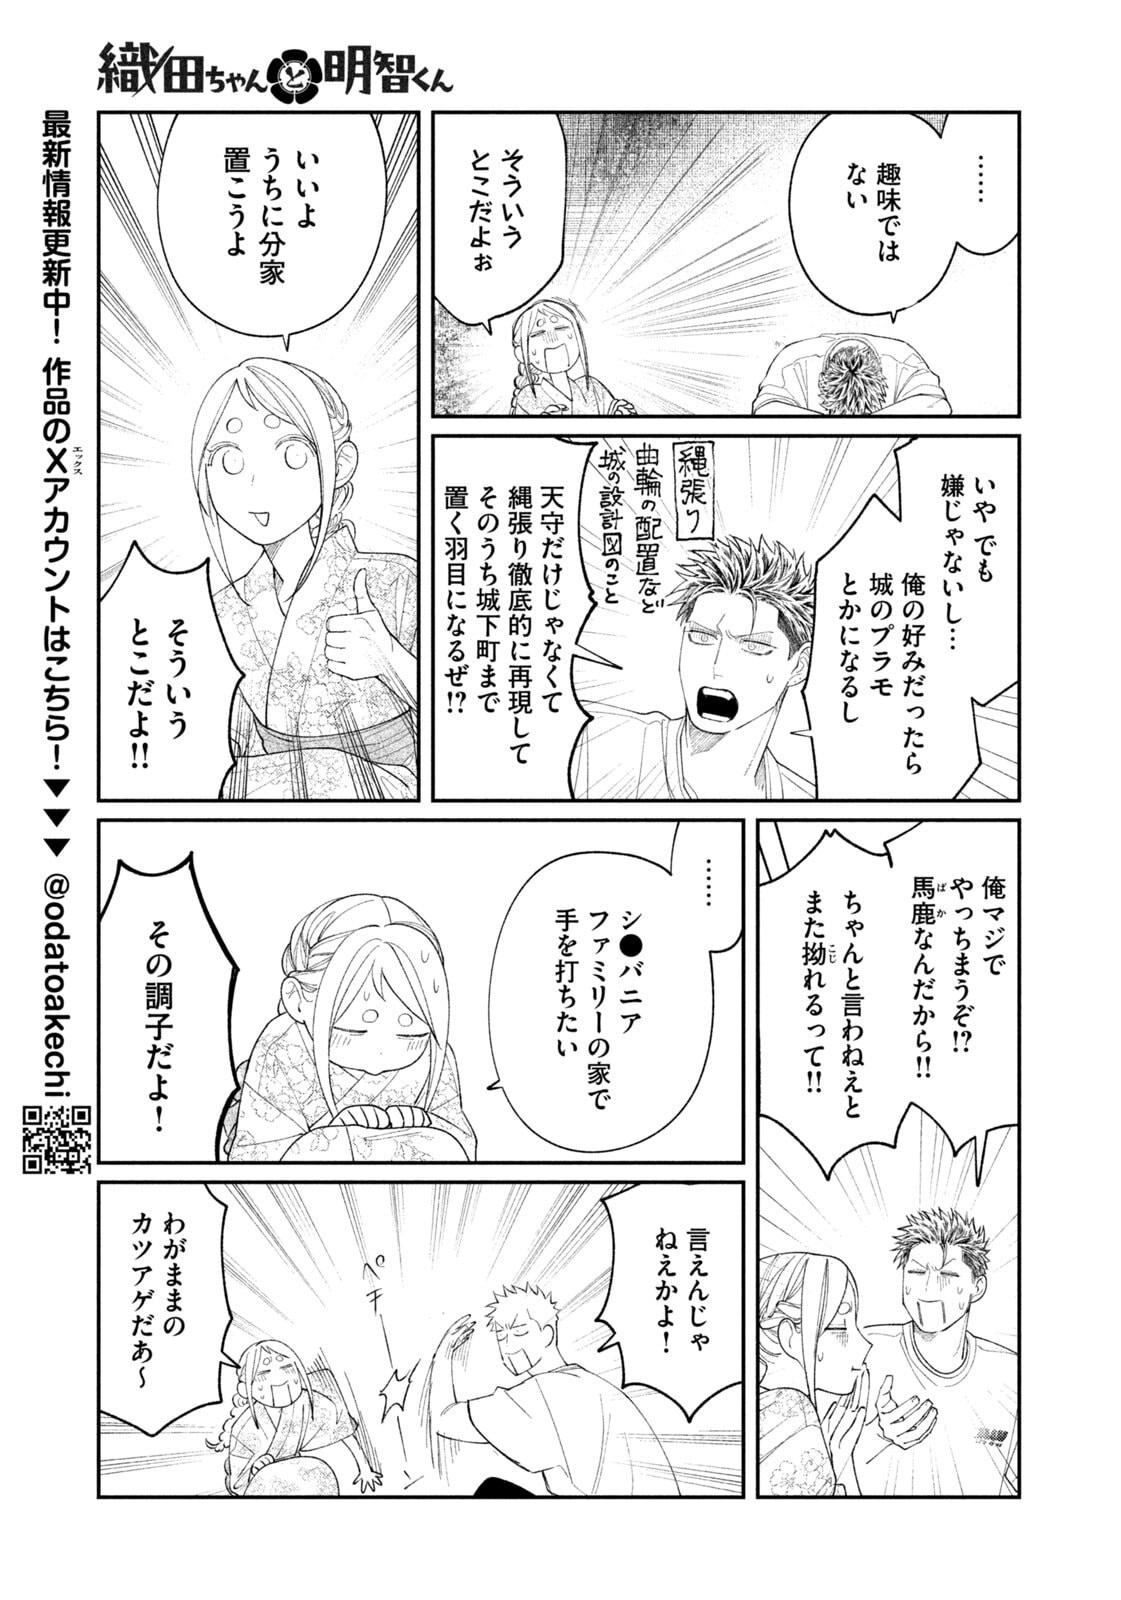 織田ちゃんと明智くん
……
趣味では
ない
そういう
とこだよぉ
いやでも
嫌じゃないし…
俺の好みだったら
城のプラモ
とかになるし
縄張り
曲輪の配置など
城の設計図のこと
天守だけじゃなくて
縄張り徹底的に再現して
そのうち城下町まで
置く羽目になるぜ!?
いいよ
うちに分家
置こうよ
そういう
とこだよ!!
俺マジで
やっちまうぞ!?
馬鹿なんだから!!
ばか
ちゃんと言わねえと
また拗れるって!!
こじ
……
シ●バニア
ファミリーの家で
手を打ちたい
その調子だよ！
言えんじゃ
ねえかよ！
わがままの
カツアゲだぁ～
最新情報更新中！ 作品のXアカウントはこちら！▼▼▼@odatoakechi
エックス